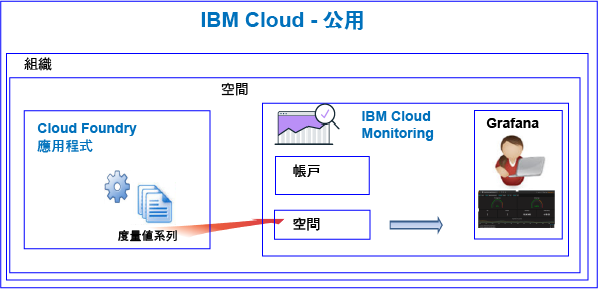 IBM Cloud - 公用
組織
空間
Cloud Foundry
應用程式
度量值系列
IBM Cloud
Monitoring
帳戶
空間
Grafana